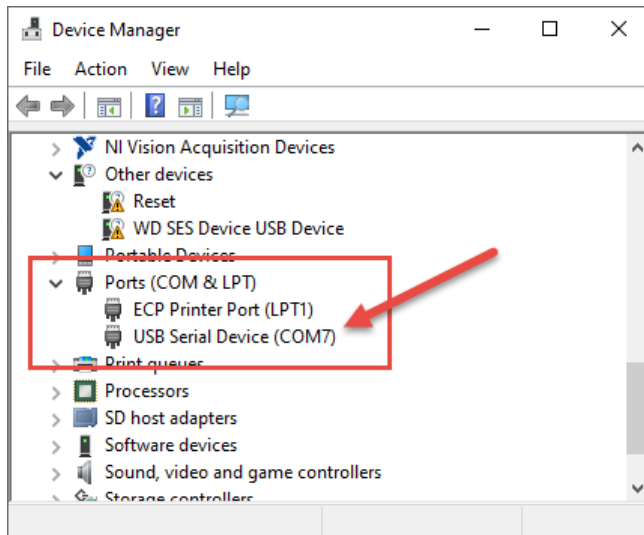 Device Manager
File Action View Help
NI Vision Acquisition Devices
Other devices
Reset
WD SES Device USB Device
Portable Devices
Ports (COM & LPT)
ECP Printer Port (LPT1)
USB Serial Device (COM7)
Print queues
Processors
SD host adapters
Software devices
Sound, video and game controllers
Storage controllers